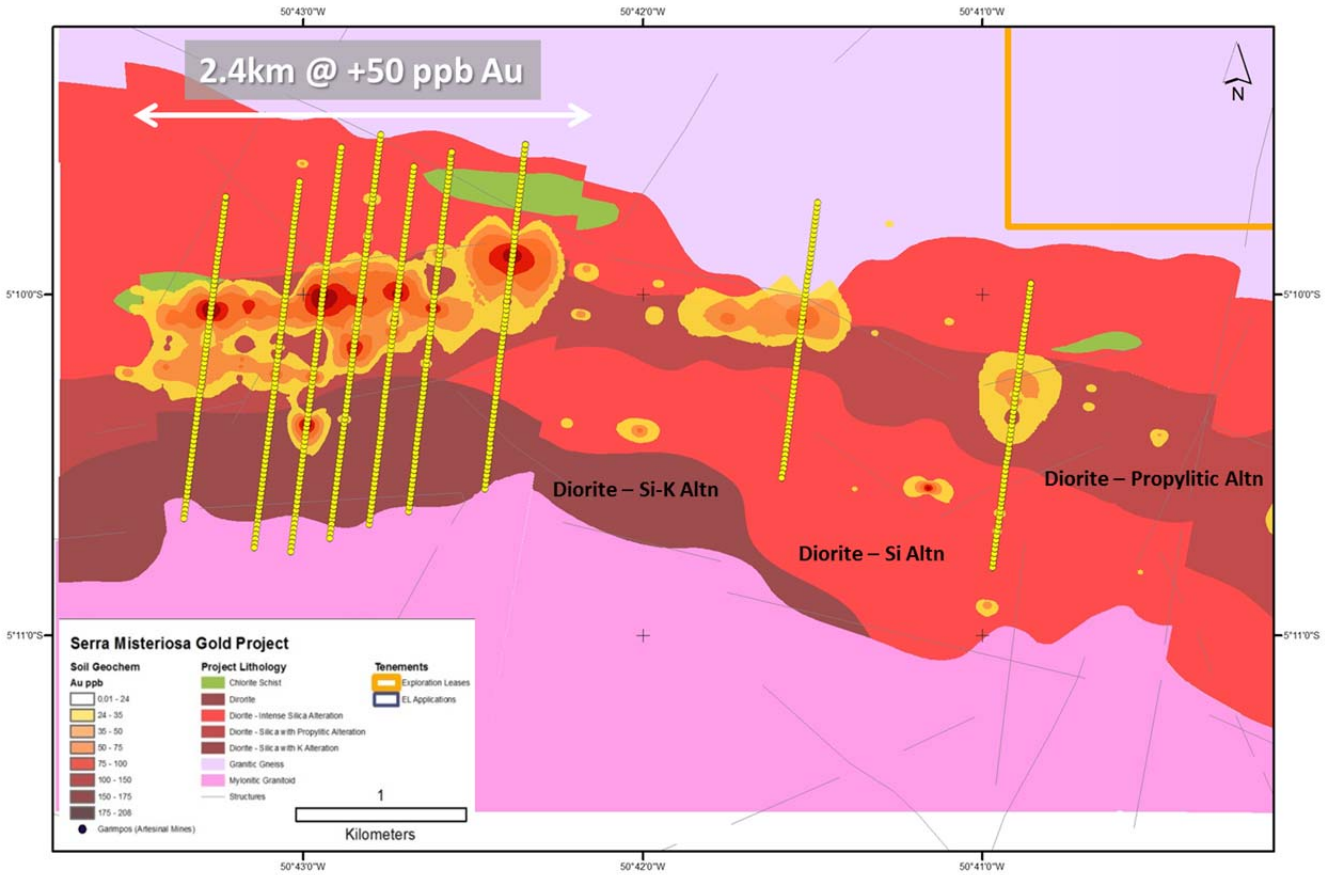 50°43'0"W
50°42'0"W
50°41'0"W
2.4km @ +50 ppb Au
N
5°10'0"S
5°10'0"S
Diorite – Si-K Altn
Diorite – Propylitic Altn
Diorite – Si Altn
5°11'0"S
5°11'0"S
Serra Misteriosa Gold Project
Soil Geochem
Au ppb
0.01 - 24
24 - 35
35 - 50
50 - 75
75 - 100
100 - 150
150 - 175
175 - 208
Garimpos (Artesinal Mines)
Project Lithology
Chlorite Schist
Dirorite
Diorite - Intense Silica Alteration
Diorite - Silica with Propylitic Alteration
Diorite - Silica with K Alteration
Granitic Gneiss
Mylonitic Granitoid
Structures
Tenements
Exploration Leases
EL Applications
1
Kilometers
50°43'0"W
50°42'0"W
50°41'0"W